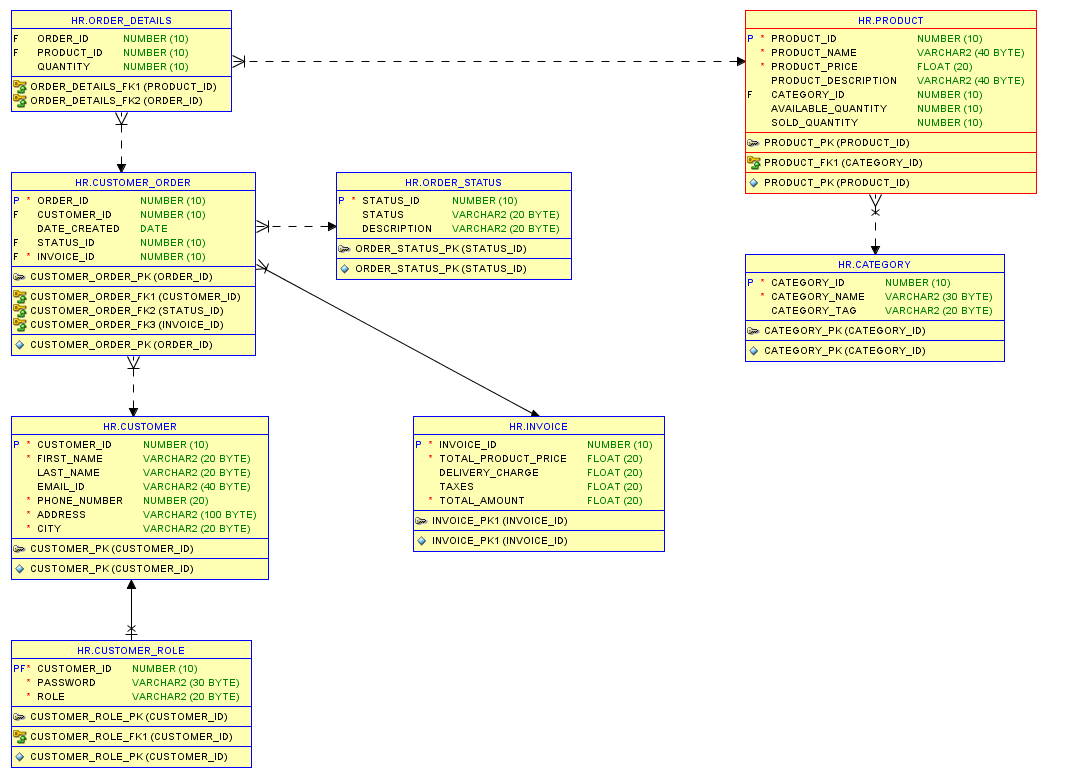 HR.ORDER_DETAILS
F ORDER_ID NUMBER (10)
F PRODUCT_ID NUMBER (10)
QUANTITY NUMBER (10)
ORDER_DETAILS_FK1 (PRODUCT_ID)
ORDER_DETAILS_FK2 (ORDER_ID)
HR.PRODUCT
P * PRODUCT_ID NUMBER (10)
* PRODUCT_NAME VARCHAR2 (40 BYTE)
* PRODUCT_PRICE FLOAT (20)
PRODUCT_DESCRIPTION VARCHAR2 (40 BYTE)
F CATEGORY_ID NUMBER (10)
AVAILABLE_QUANTITY NUMBER (10)
SOLD_QUANTITY NUMBER (10)
PRODUCT_PK (PRODUCT_ID)
PRODUCT_FK1 (CATEGORY_ID)
PRODUCT_PK (PRODUCT_ID)
HR.CUSTOMER_ORDER
P * ORDER_ID NUMBER (10)
F CUSTOMER_ID NUMBER (10)
DATE_CREATED DATE
F STATUS_ID NUMBER (10)
F * INVOICE_ID NUMBER (10)
CUSTOMER_ORDER_PK (ORDER_ID)
CUSTOMER_ORDER_FK1 (CUSTOMER_ID)
CUSTOMER_ORDER_FK2 (STATUS_ID)
CUSTOMER_ORDER_FK3 (INVOICE_ID)
CUSTOMER_ORDER_PK (ORDER_ID)
HR.ORDER_STATUS
P * STATUS_ID NUMBER (10)
STATUS VARCHAR2 (20 BYTE)
DESCRIPTION VARCHAR2 (20 BYTE)
ORDER_STATUS_PK (STATUS_ID)
ORDER_STATUS_PK (STATUS_ID)
HR.CATEGORY
P * CATEGORY_ID NUMBER (10)
* CATEGORY_NAME VARCHAR2 (30 BYTE)
CATEGORY_TAG VARCHAR2 (20 BYTE)
CATEGORY_PK (CATEGORY_ID)
CATEGORY_PK (CATEGORY_ID)
HR.CUSTOMER
P * CUSTOMER_ID NUMBER (10)
* FIRST_NAME VARCHAR2 (20 BYTE)
LAST_NAME VARCHAR2 (20 BYTE)
EMAIL_ID VARCHAR2 (40 BYTE)
* PHONE_NUMBER NUMBER (20)
* ADDRESS VARCHAR2 (100 BYTE)
* CITY VARCHAR2 (20 BYTE)
CUSTOMER_PK (CUSTOMER_ID)
CUSTOMER_PK (CUSTOMER_ID)
HR.INVOICE
P * INVOICE_ID NUMBER (10)
* TOTAL_PRODUCT_PRICE FLOAT (20)
DELIVERY_CHARGE FLOAT (20)
TAXES FLOAT (20)
* TOTAL_AMOUNT FLOAT (20)
INVOICE_PK1 (INVOICE_ID)
INVOICE_PK1 (INVOICE_ID)
HR.CUSTOMER_ROLE
PF* CUSTOMER_ID NUMBER (10)
* PASSWORD VARCHAR2 (30 BYTE)
* ROLE VARCHAR2 (20 BYTE)
CUSTOMER_ROLE_PK (CUSTOMER_ID)
CUSTOMER_ROLE_FK1 (CUSTOMER_ID)
CUSTOMER_ROLE_PK (CUSTOMER_ID)